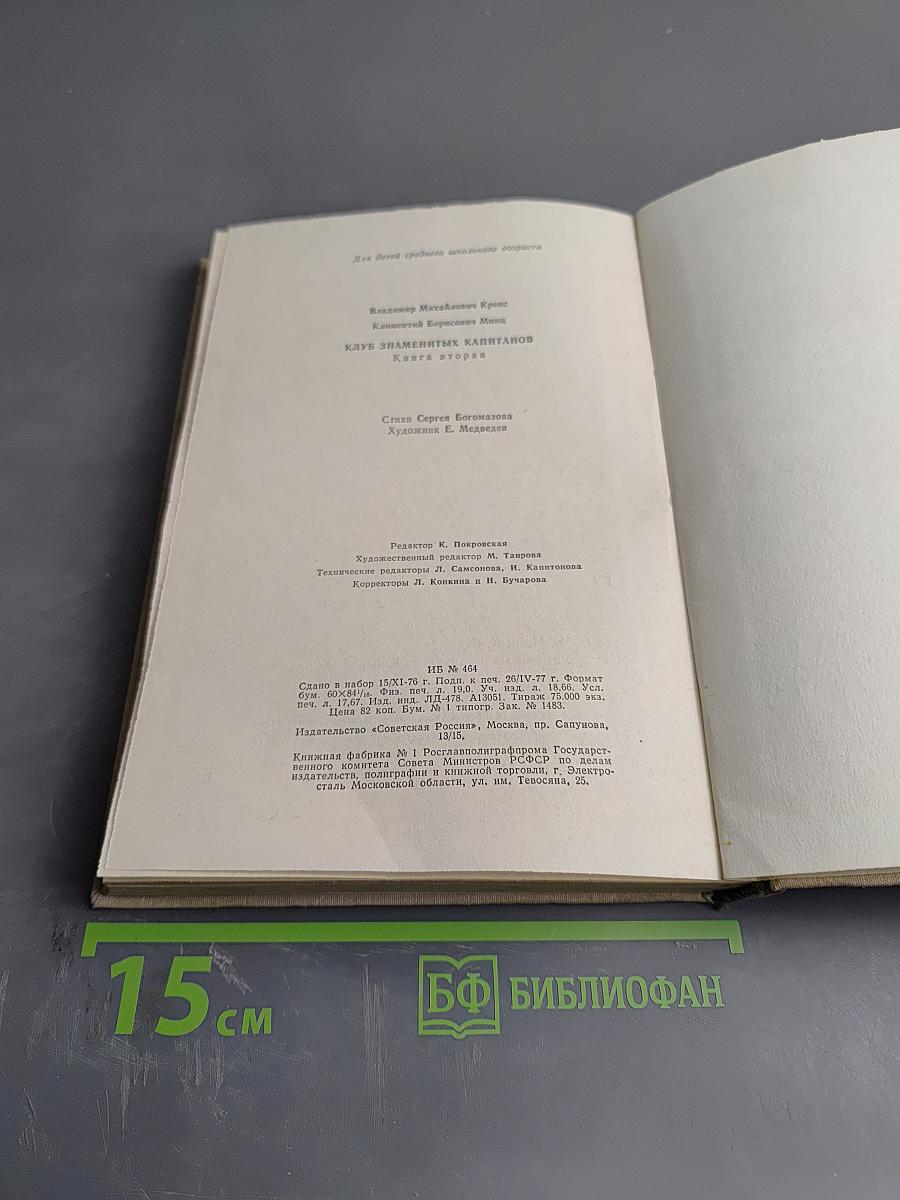 Для детей среднего школьного возраста
Владимир Михайлович Крепс
Климентий Борисович Минц
КЛУБ ЗНАМЕНИТЫХ КАПИТАНОВ
Книга вторая
Стихи Сергея Богомазова
Художник Е. Медведев
Редактор К. Покровская
Художественный редактор М. Таирова
Технические редакторы Л. Самсонова, И. Капитонова
Корректоры Л. Конкина и Н. Бучарова
ИБ № 464
Сдано в набор 15/XI-76 г. Подп. к печ. 26/IV-77 г. Формат
бум. 60×84¹/₁₆. Физ. печ. л. 19,0. Уч. изд. л. 18,66. Усл.
печ. л. 17,67. Изд. инд. ЛД-478. А13051. Тираж 75.000 экз.
Цена 82 коп. Бум. № 1 типогр. Зак. № 1483.
Издательство «Советская Россия», Москва, пр. Сапунова,
13/15.
Книжная фабрика № 1 Росглавполиграфпрома Государст-
венного комитета Совета Министров РСФСР по делам
издательств, полиграфии и книжной торговли, г. Электро-
сталь Московской области, ул. им. Тевосяна, 25.
15 см
БФ БИБЛИОФАН